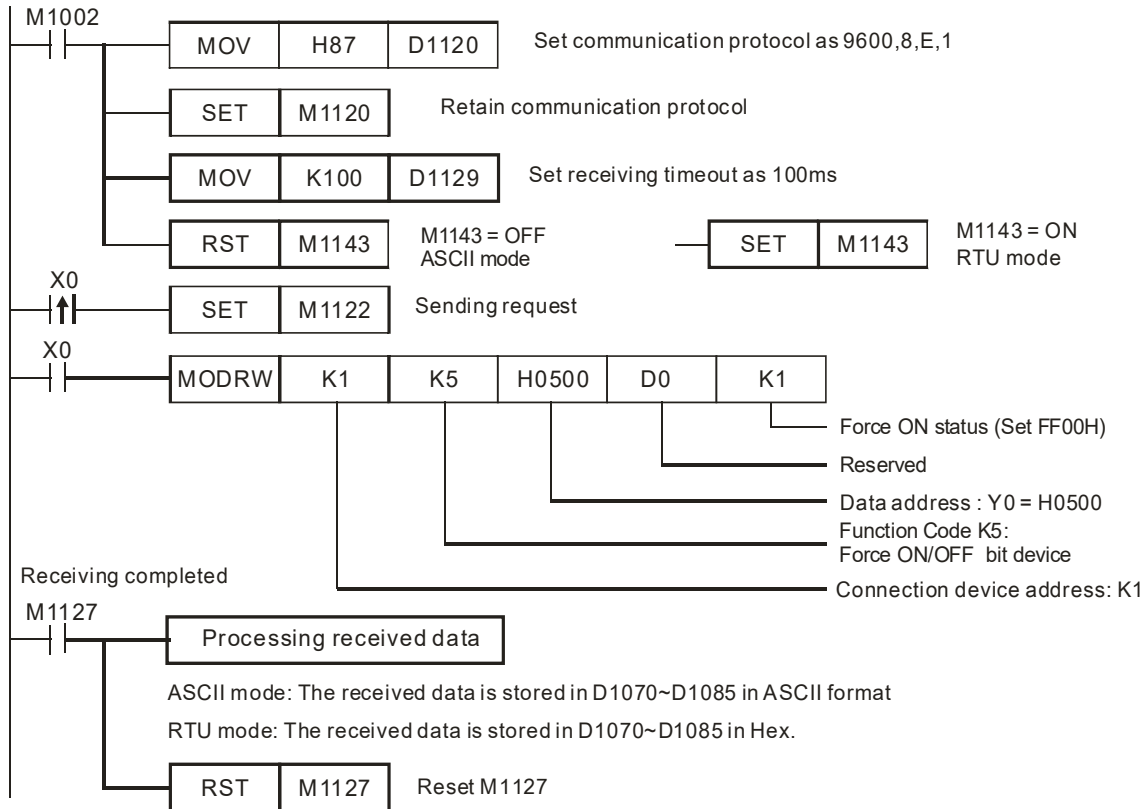 M1002
MOV H87 D1120 Set communication protocol as 9600,8,E,1
SET M1120 Retain communication protocol
MOV K100 D1129 Set receiving timeout as 100ms
RST M1143 M1143 = OFF
ASCII mode
SET M1143 M1143 = ON
RTU mode
X0
SET M1122 Sending request
X0
MODRW K1 K5 H0500 D0 K1
Force ON status (Set FF00H)
Reserved
Data address : Y0 = H0500
Function Code K5:
Force ON/OFF bit device
Connection device address: K1
Receiving completed
M1127
Processing received data
ASCII mode: The received data is stored in D1070~D1085 in ASCII format
RTU mode: The received data is stored in D1070~D1085 in Hex.
RST M1127 Reset M1127